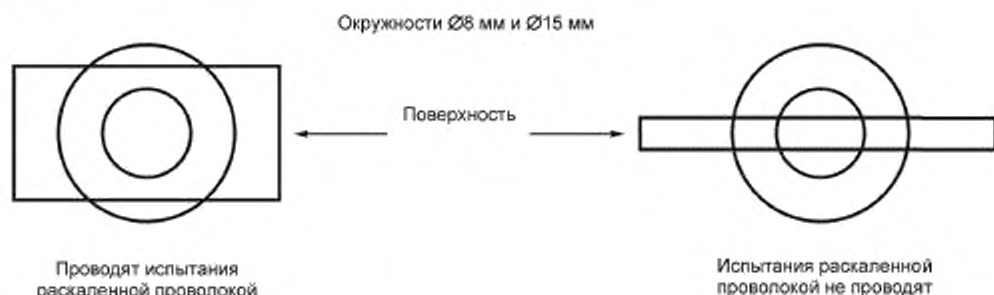 Окружности Ø8 мм и Ø15 мм
Поверхность
Проводят испытания
раскаленной проволокой
Испытания раскаленной
проволокой не проводят